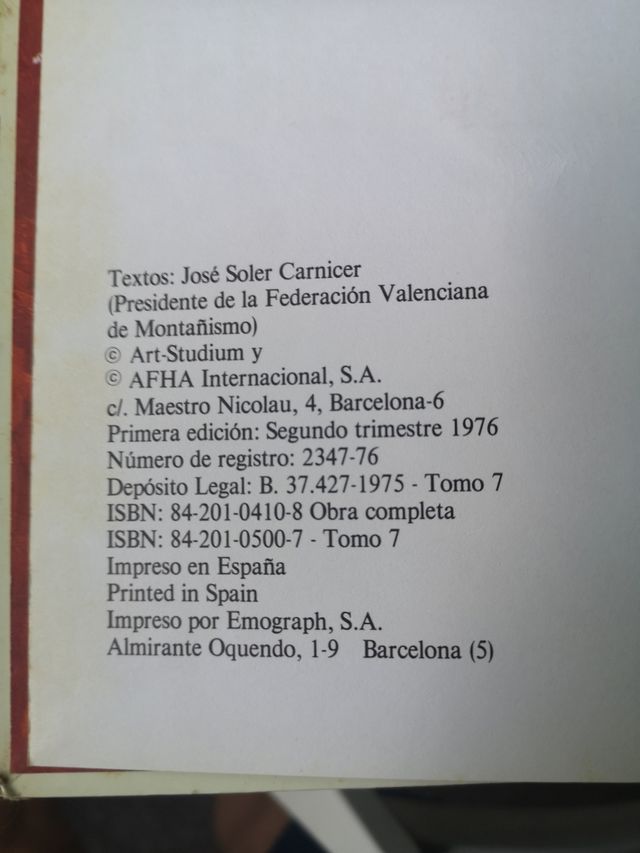 Textos: José Soler Carnicer
(Presidente de la Federación Valenciana
de Montañismo)
© Art-Studium y
© AFHA Internacional, S.A.
c/. Maestro Nicolau, 4, Barcelona-6
Primera edición: Segundo trimestre 1976
Número de registro: 2347-76
Depósito Legal: B. 37.427-1975 - Tomo 7
ISBN: 84-201-0410-8 Obra completa
ISBN: 84-201-0500-7 - Tomo 7
Impreso en España
Printed in Spain
Impreso por Emograph, S.A.
Almirante Oquendo, 1-9 Barcelona (5)